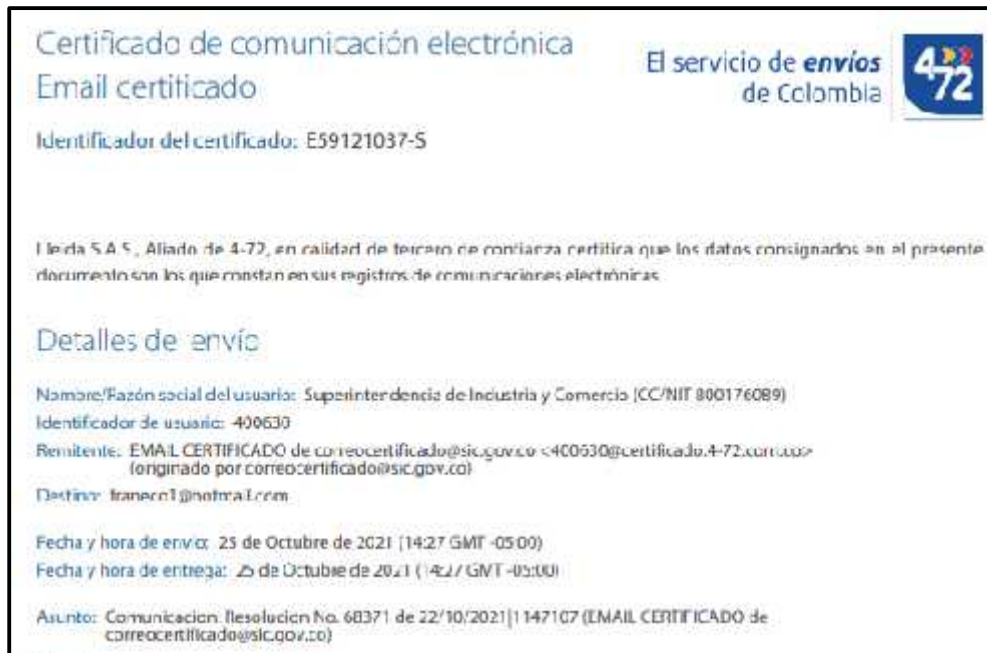 Certificado de comunicación electrónica
Email certificado
El servicio de envíos
de Colombia
4-72
Identificador del certificado: E59121037-S
Lleida S.A.S., Aliado de 4-72, en calidad de tercero de confianza certifica que los datos consignados en el presente
documento son los que constan en sus registros de comunicaciones electrónicas.
Detalles de envío
Nombre/Razón social del usuario: Superintendencia de Industria y Comercio (CC/NIT 800176089)
Identificador de usuario: 400630
Remitente: EMAIL CERTIFICADO de correocertificado@sic.gov.co <400630@certificado.4-72.com.co>
(originado por correocertificado@sic.gov.co)
Destino: @hotmail.com
Fecha y hora de envío: 25 de Octubre de 2021 (14:27 GMT -05:00)
Fecha y hora de entrega: 25 de Octubre de 2021 (14:27 GMT -05:00)
Asunto: Comunicacion: Resolucion No. 68371 de 22/10/2021|1147107 (EMAIL CERTIFICADO de
correocertificado@sic.gov.co)